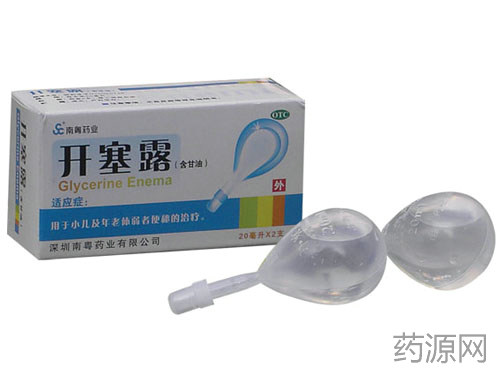 南粤药业
OTC
开塞露(含甘油)
Glycerine Enema
外
适应症:
用于小儿及年老体弱者便秘的治疗。
20毫升X2支
深圳南粤药业有限公司
药源网